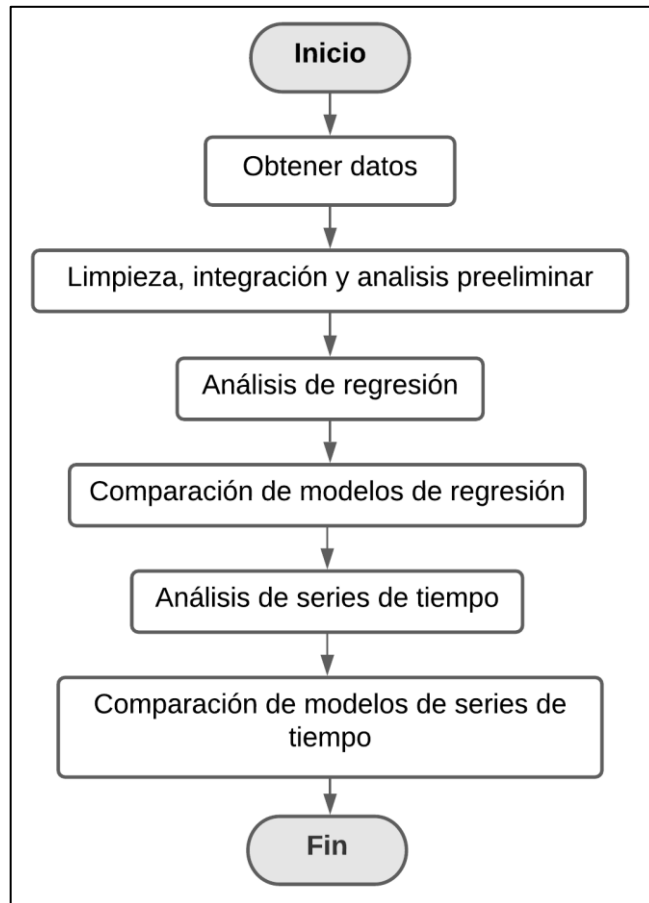 Inicio
Obtener datos
Limpieza, integración y analisis preeliminar
Análisis de regresión
Comparación de modelos de regresión
Análisis de series de tiempo
Comparación de modelos de series de
tiempo
Fin